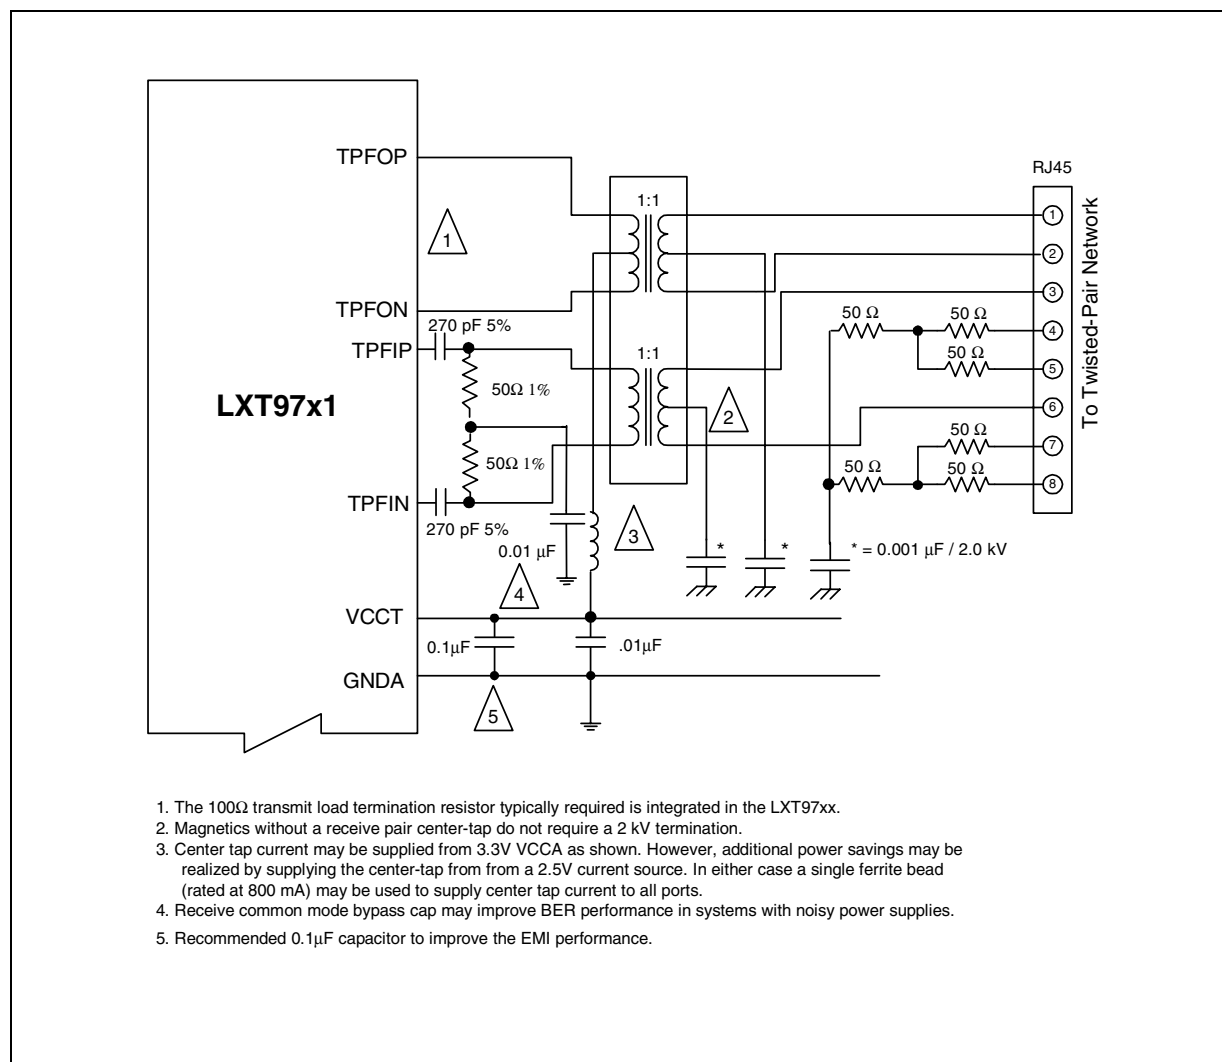 RJ45
TPFOP
1:1
1
To Twisted-Pair Network
1
2
3
TPFON
50 Ω
50 Ω
4
270 pF 5%
TPFIP
1:1
50 Ω
5
50Ω 1%
LXT97x1
2
6
50 Ω
7
50Ω 1%
50 Ω
50 Ω
8
TPFIN
270 pF 5%
0.01 µF
3
*
*
* = 0.001 µF / 2.0 kV
4
VCCT
0.1µF
.01µF
GNDA
5
1. The 100Ω transmit load termination resistor typically required is integrated in the LXT97xx.
2. Magnetics without a receive pair center-tap do not require a 2 kV termination.
3. Center tap current may be supplied from 3.3V VCCA as shown. However, additional power savings may be
realized by supplying the center-tap from from a 2.5V current source. In either case a single ferrite bead
(rated at 800 mA) may be used to supply center tap current to all ports.
4. Receive common mode bypass cap may improve BER performance in systems with noisy power supplies.
5. Recommended 0.1µF capacitor to improve the EMI performance.